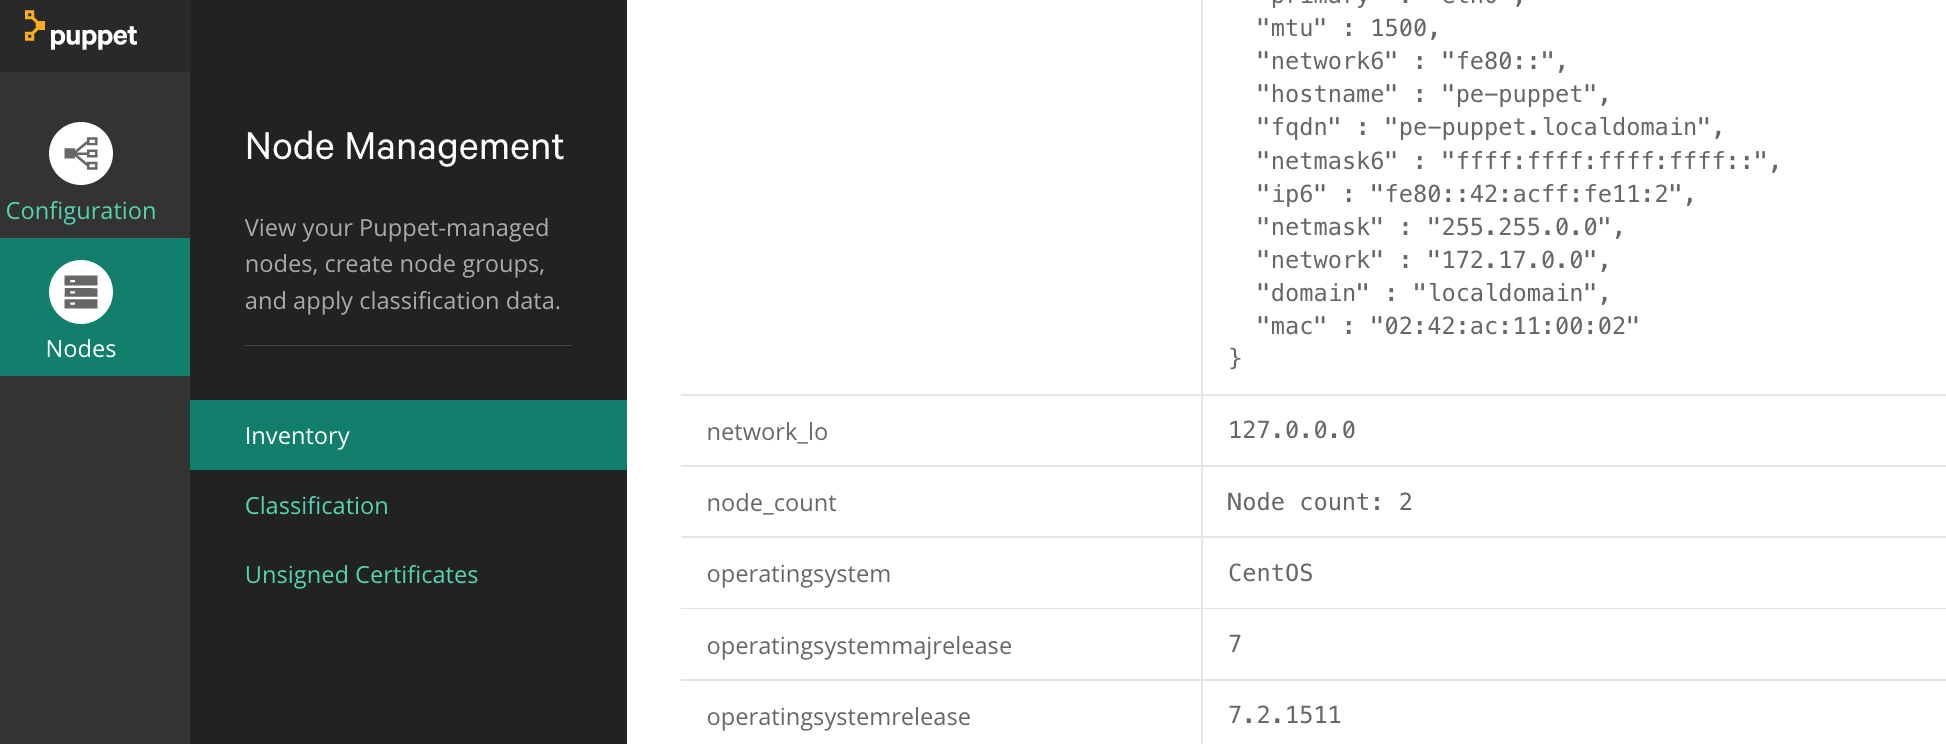 puppet
Configuration
Nodes
Node Management
View your Puppet-managed
nodes, create node groups,
and apply classification data.
Inventory
Classification
Unsigned Certificates
"mtu" : 1500,
"network6" : "fe80::",
"hostname" : "pe-puppet",
"fqdn" : "pe-puppet.localdomain",
"netmask6" : "ffff:ffff:ffff:ffff::",
"ip6" : "fe80::42:acff:fe11:2",
"netmask" : "255.255.0.0",
"network" : "172.17.0.0",
"domain" : "localdomain",
"mac" : "02:42:ac:11:00:02"
}
network_lo 127.0.0.0
node_count Node count: 2
operatingsystem CentOS
operatingsystemmajrelease 7
operatingsystemrelease 7.2.1511